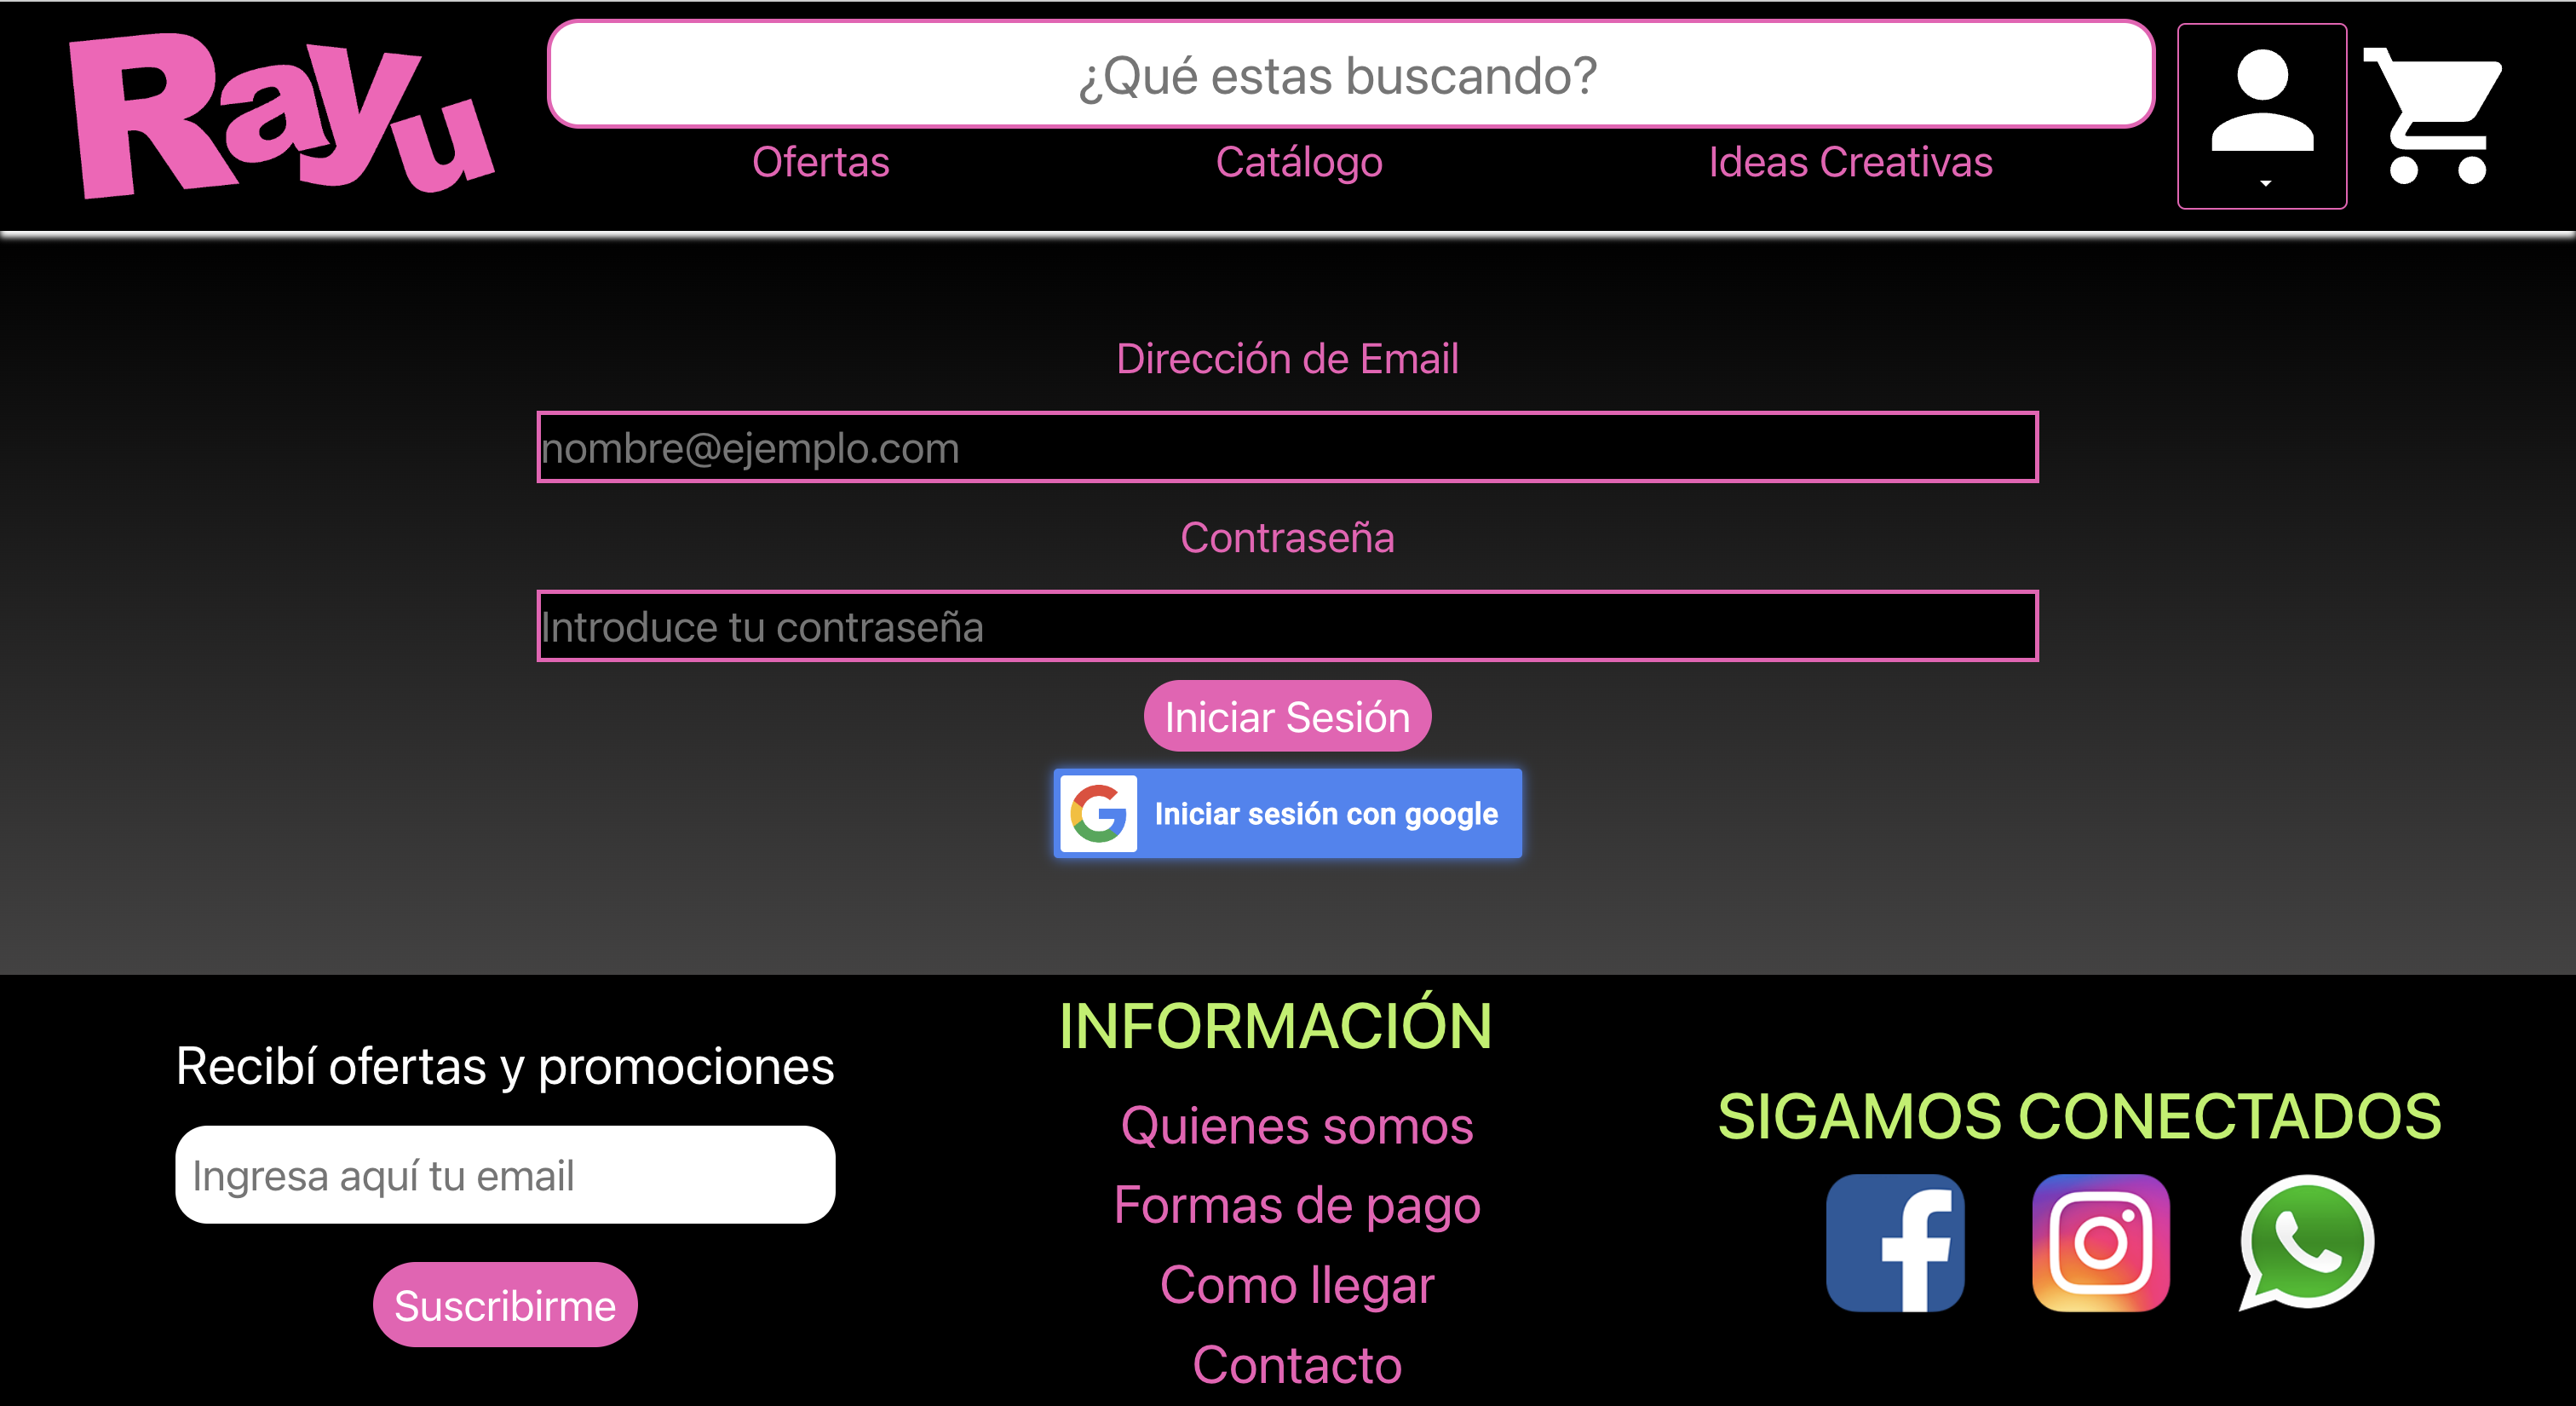 Rayu
¿Qué estas buscando?
Ofertas
Catálogo
Ideas Creativas
Dirección de Email
nombre@ejemplo.com
Contraseña
Introduce tu contraseña
Iniciar Sesión
Iniciar sesión con google
Recibí ofertas y promociones
Ingresa aquí tu email
Suscribirme
INFORMACIÓN
Quienes somos
Formas de pago
Como llegar
Contacto
SIGAMOS CONECTADOS